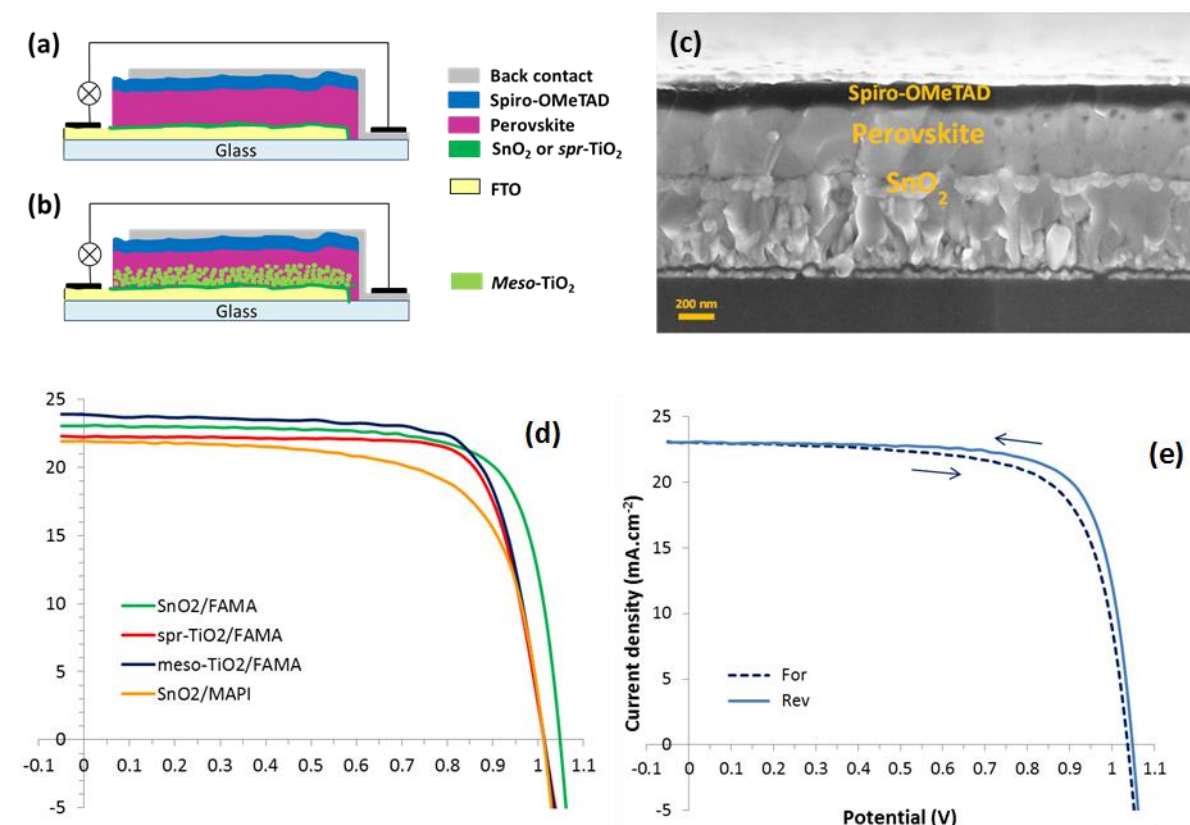 (a)
Glass
Back contact
Spiro-OMeTAD
Perovskite
SnO₂ or spr-TiO₂
FTO
(b)
Glass
Meso-TiO₂
(c)
Spiro-OMeTAD
Perovskite
SnO₂
200 nm
(d)
25
20
15
10
5
0
-5
-0.1 0 0.1 0.2 0.3 0.4 0.5 0.6 0.7 0.8 0.9 1 1.1
SnO2/FAMA
spr-TiO2/FAMA
meso-TiO2/FAMA
SnO2/MAPI
(e)
Current density (mA.cm⁻²)
25
20
15
10
5
0
-5
-0.1 0 0.1 0.2 0.3 0.4 0.5 0.6 0.7 0.8 0.9 1 1.1
For
Rev
Potential (V)